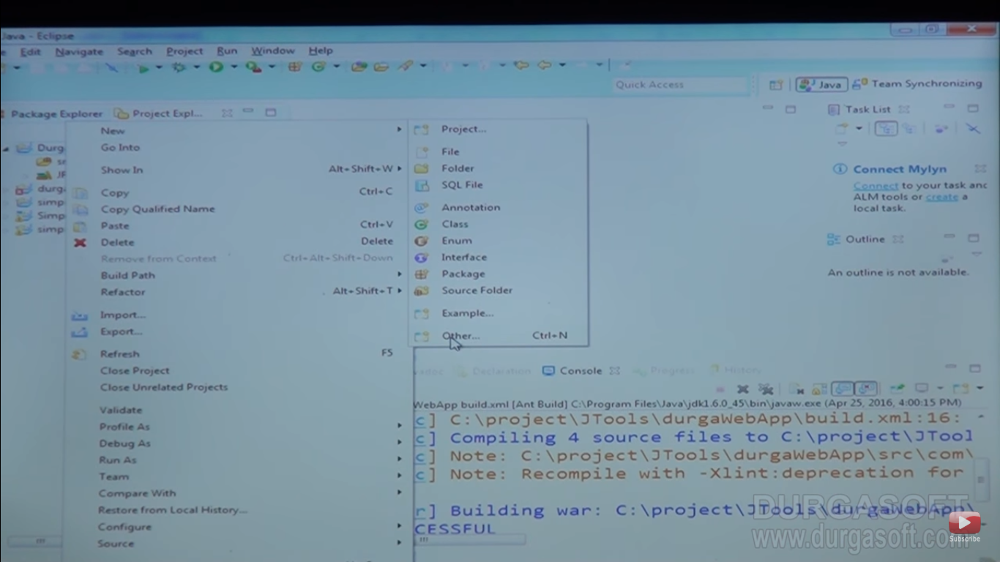 Java - Eclipse
Edit Navigate Search Project Run Window Help
Quick Access
Java
Team Synchronizing
Package Explorer
Project Expl...
Durg
sr
JF
durg
simp
Simp
simp
New
Go Into
Show In Alt+Shift+W
Copy Ctrl+C
Copy Qualified Name
Paste Ctrl+V
Delete Delete
Remove from Context Ctrl+Alt+Shift+Down
Build Path
Refactor Alt+Shift+T
Import...
Export...
Refresh F5
Close Project
Close Unrelated Projects
Validate
Profile As
Debug As
Run As
Team
Compare With
Restore from Local History...
Configure
Source
Project...
File
Folder
SQL File
Annotation
Class
Enum
Interface
Package
Source Folder
Example...
Other... Ctrl+N
Task List
Connect Mylyn
Connect to your task and
ALM tools or create a
local task.
Outline
An outline is not available.
Declaration
Console
Progress
History
WebApp build.xml [Ant Build] C:\Program Files\Java\jdk1.6.0_45\bin\javaw.exe (Apr 25, 2016, 4:00:15 PM)
c] C:\project\JTools\durgaWebApp\build.xml:16:
c] Compiling 4 source files to C:\project\JTool
c] Note: C:\project\JTools\durgaWebApp\src\com\
c] Note: Recompile with -Xlint:deprecation for
r] Building war: C:\project\JTools\durgaWebApp\
CESSFUL
DURGASOFT
www.durgasoft.com
Subscribe